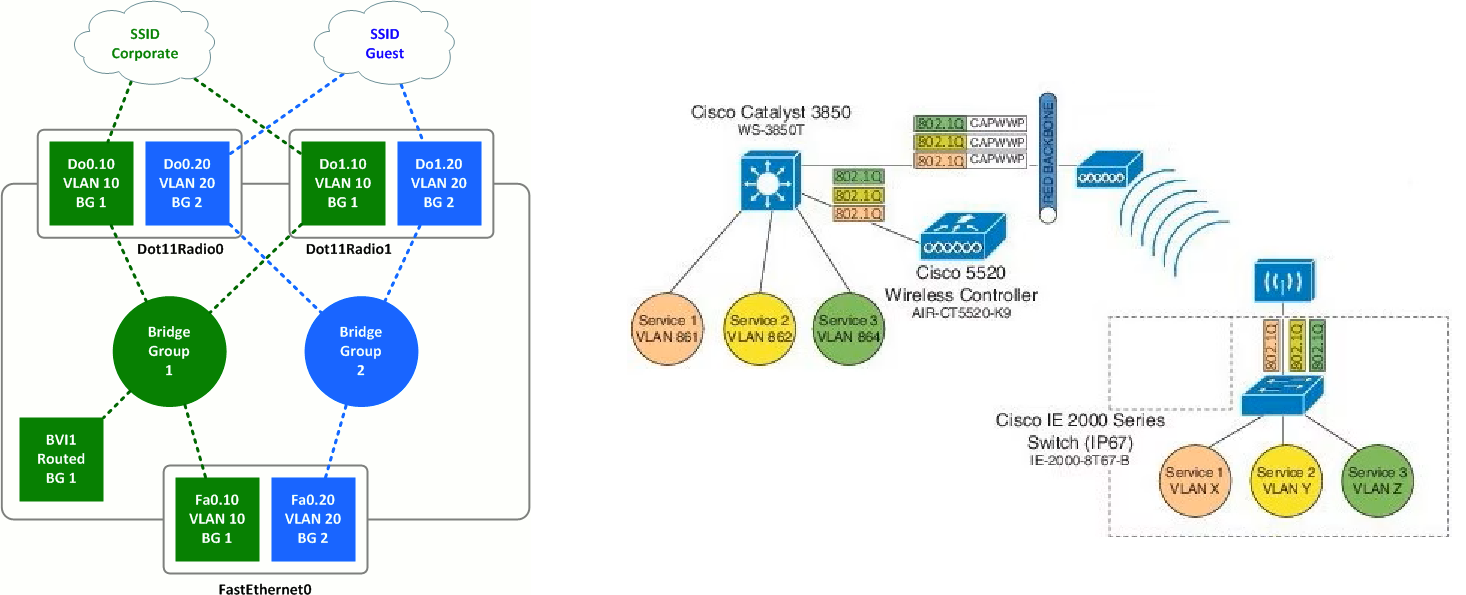 SSID
Corporate
SSID
Guest
Do0.10
VLAN 10
BG 1
Do0.20
VLAN 20
BG 2
Do1.10
VLAN 10
BG 1
Do1.20
VLAN 20
BG 2
Dot11Radio0
Dot11Radio1
Bridge
Group
1
Bridge
Group
2
BVI1
Routed
BG 1
Fa0.10
VLAN 10
BG 1
Fa0.20
VLAN 20
BG 2
FastEthernet0
Cisco Catalyst 3850
WS-3850T
802.1Q CAPWWP
802.1Q CAPWWP
802.1Q CAPWWP
RED BACKBONE
802.1Q
802.1Q
802.1Q
Cisco 5520
Wireless Controller
AIR-CT5520-K9
Service 1
VLAN 861
Service 2
VLAN 862
Service 3
VLAN 864
802.1Q
802.1Q
802.1Q
Cisco IE 2000 Series
Switch (IP67)
IE-2000-8T67-B
Service 1
VLAN X
Service 2
VLAN Y
Service 3
VLAN Z